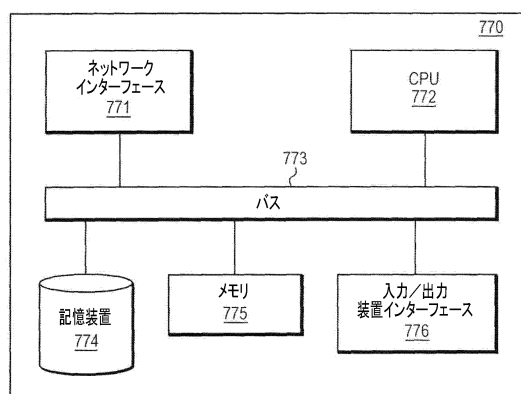 770
ネットワーク
インターフェース
771
CPU
772
773
バス
記憶装置
774
メモリ
775
入力／出力
装置インターフェース
776